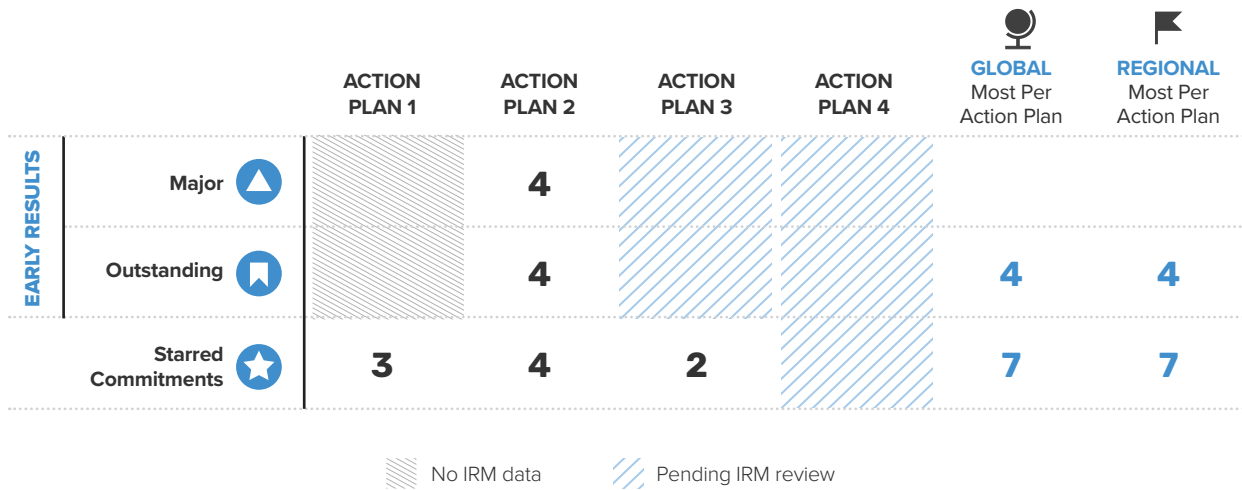 ACTION
PLAN 1
ACTION
PLAN 2
ACTION
PLAN 3
ACTION
PLAN 4
GLOBAL
Most Per
Action Plan
REGIONAL
Most Per
Action Plan
EARLY RESULTS
Major
4
Outstanding
4
4
4
Starred
Commitments
3
4
2
7
7
No IRM data
Pending IRM review